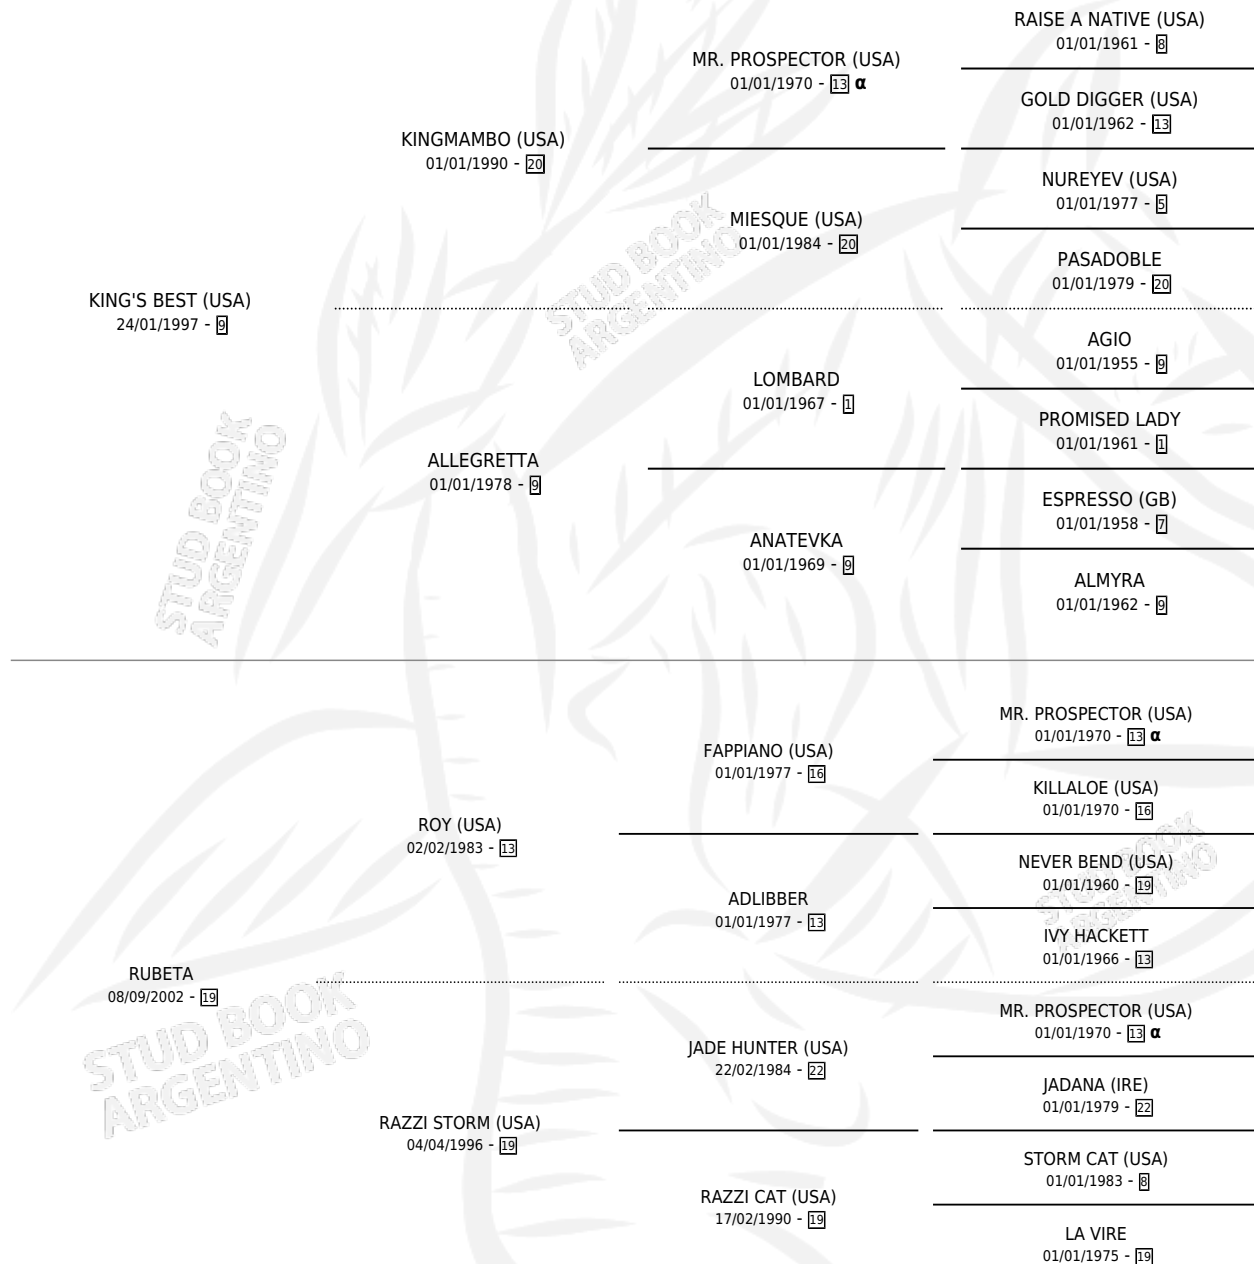 RAISE A NATIVE (USA)
01/01/1961 - 8
MR. PROSPECTOR (USA)
01/01/1970 - 13 α
GOLD DIGGER (USA)
01/01/1962 - 13
KINGMAMBO (USA)
01/01/1990 - 20
NUREYEV (USA)
01/01/1977 - 5
MIESQUE (USA)
01/01/1984 - 20
PASADOBLE
01/01/1979 - 20
KING'S BEST (USA)
24/01/1997 - 9
AGIO
01/01/1955 - 9
LOMBARD
01/01/1967 - 1
PROMISED LADY
01/01/1961 - 1
ALLEGRETTA
01/01/1978 - 9
ESPRESSO (GB)
01/01/1958 - 7
ANATEVKA
01/01/1969 - 9
ALMYRA
01/01/1962 - 9
MR. PROSPECTOR (USA)
01/01/1970 - 13 α
FAPPIANO (USA)
01/01/1977 - 16
KILLALOE (USA)
01/01/1970 - 16
ROY (USA)
02/02/1983 - 13
NEVER BEND (USA)
01/01/1960 - 19
ADLIBBER
01/01/1977 - 13
IVY HACKETT
01/01/1966 - 13
RUBETA
08/09/2002 - 19
MR. PROSPECTOR (USA)
01/01/1970 - 13 α
JADE HUNTER (USA)
22/02/1984 - 22
JADANA (IRE)
01/01/1979 - 22
RAZZI STORM (USA)
04/04/1996 - 19
STORM CAT (USA)
01/01/1983 - 8
RAZZI CAT (USA)
17/02/1990 - 19
LA VIRE
01/01/1975 - 19
STUD BOOK
ARGENTINO
STUD BOOK
ARGENTINO
STUD BOOK
ARGENTINO
STUD BOOK
ARGENTINO